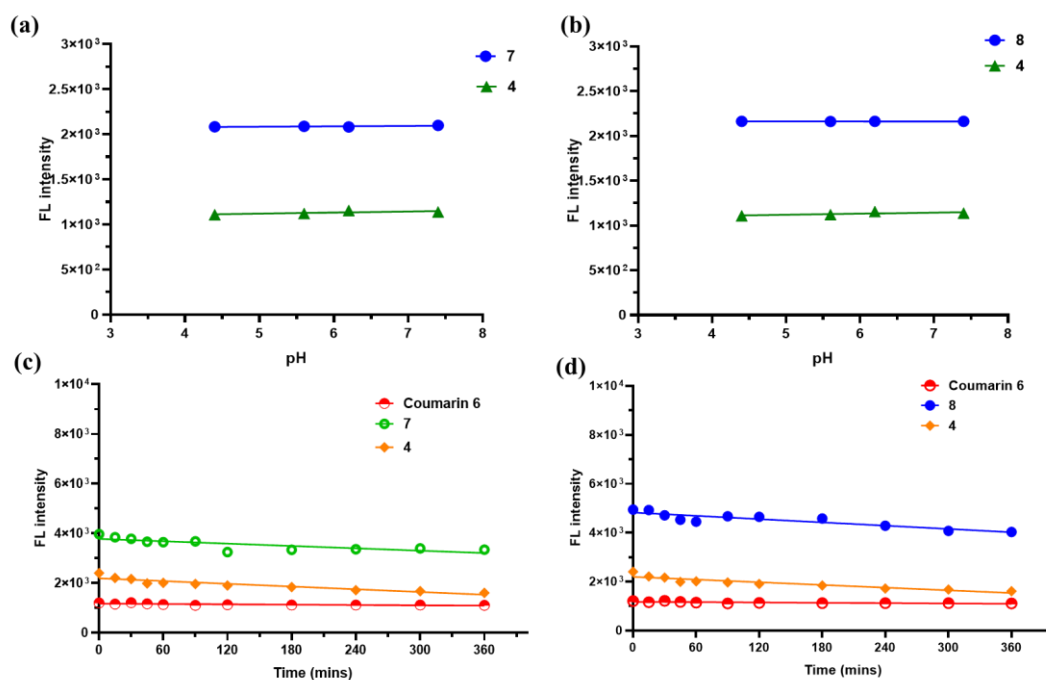 (a)
7
4
3×10³
2.5×10³
2×10³
1.5×10³
1×10³
5×10²
0
FL intensity
3 4 5 6 7 8
pH
(b)
8
4
3×10³
2.5×10³
2×10³
1.5×10³
1×10³
5×10²
0
FL intensity
3 4 5 6 7 8
pH
(c)
Coumarin 6
7
4
1×10⁴
8×10³
6×10³
4×10³
2×10³
0
FL intensity
0 60 120 180 240 300 360
Time (mins)
(d)
Coumarin 6
8
4
1×10⁴
8×10³
6×10³
4×10³
2×10³
0
FL intensity
0 60 120 180 240 300 360
Time (mins)